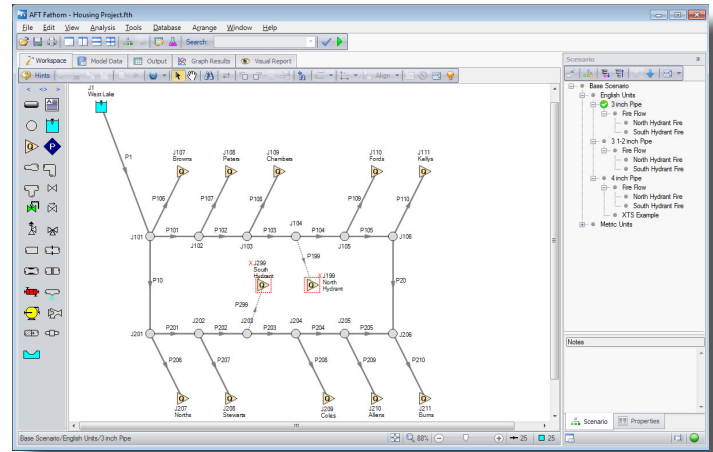 AFT Fathom - Housing Project.fth
File Edit View Analysis Tools Database Arrange Window Help
Search:
Workspace Model Data Output Graph Results Visual Report
Hints Align
< <> >
J1
West Lake
P1
J107 J108 J109 J110 J111
Browns Peters Chambers Fords Kellys
P106 P107 P108 P109 P110
J104
J101 P101 P102 P103 P104 P105 J106
J102 J103 J105
P199
X J299 X J199
South North
Hydrant Hydrant
P10 P20
P299
J202 J203 J204 J205
J201 P201 P202 P203 P204 P205 J206
P206 P207 P208 P209 P210
J207 J208 J209 J210 J211
Norths Stewarts Coles Allens Burns
Scenario
Base Scenario
English Units
3 inch Pipe
Fire Flow
North Hydrant Fire
South Hydrant Fire
3 1-2 inch Pipe
Fire Flow
North Hydrant Fire
South Hydrant Fire
4 inch Pipe
Fire Flow
North Hydrant Fire
South Hydrant Fire
XTS Example
Metric Units
Notes
Scenario Properties
Base Scenario/English Units/3 inch Pipe
88%
25 25